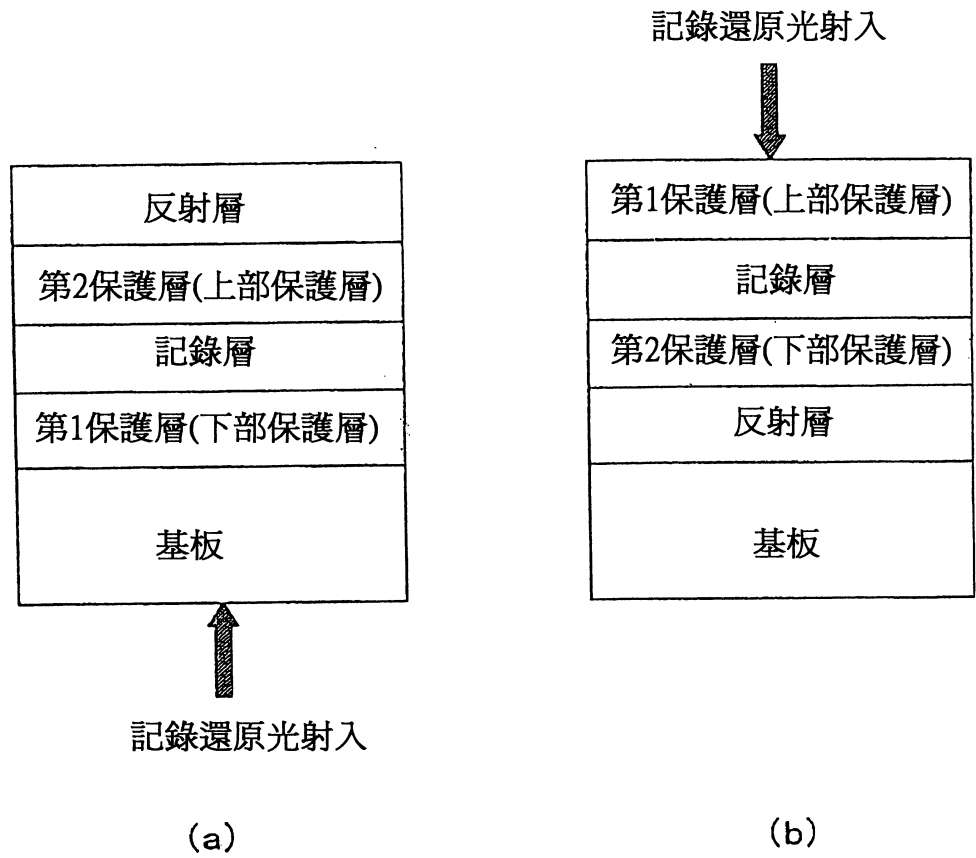 反射層
第2保護層(上部保護層)
記錄層
第1保護層(下部保護層)
基板
記錄還原光射入
(a)
記錄還原光射入
第1保護層(上部保護層)
記錄層
第2保護層(下部保護層)
反射層
基板
(b)